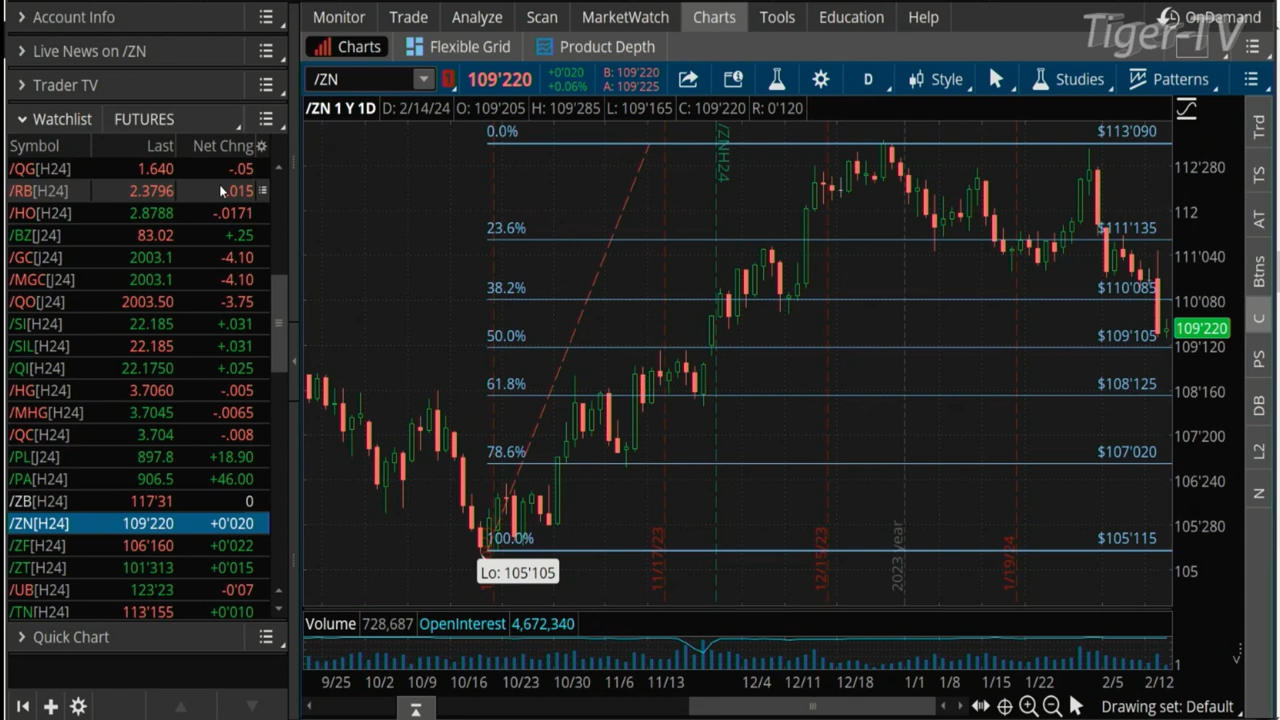 Account Info
Live News on /ZN
Trader TV
Watchlist FUTURES
Symbol Last Net Chng
/QG[H24] 1.640 -.05
/RB[H24] 2.3796 .015
/HO[H24] 2.8788 -.0171
/BZ[J24] 83.02 +.25
/GC[J24] 2003.1 -4.10
/MGC[J24] 2003.1 -4.10
/QO[J24] 2003.50 -3.75
/SI[H24] 22.185 +.031
/SIL[H24] 22.185 +.031
/QI[H24] 22.1750 +.025
/HG[H24] 3.7060 -.005
/MHG[H24] 3.7045 -.0065
/QC[H24] 3.704 -.008
/PL[J24] 897.8 +18.90
/PA[H24] 906.5 +46.00
/ZB[H24] 117'31 0
/ZN[H24] 109'220 +0'020
/ZF[H24] 106'160 +0'022
/ZT[H24] 101'313 +0'015
/UB[H24] 123'23 -0'07
/TN[H24] 113'155 +0'010
Quick Chart
Monitor Trade Analyze Scan MarketWatch Charts Tools Education Help
OnDemand
Tiger-TV
Charts Flexible Grid Product Depth
/ZN 109'220 +0'020 +0.06% B: 109'220 A: 109'225 D Style Studies Patterns
/ZN 1 Y 1D D: 2/14/24 O: 109'205 H: 109'285 L: 109'165 C: 109'220 R: 0'120
0.0% $113'090
23.6% $111'135
38.2% $110'085
50.0% $109'105
61.8% $108'125
78.6% $107'020
100.0% $105'115
Lo: 105'105
/ZNH24
11/17/23
12/15/23
2023 year
1/19/24
112'280
112
111'040
110'080
109'220
109'120
108'160
107'200
106'240
105'280
105
Trd
TS
AT
Btns
C
PS
DB
L2
N
Volume 728,687 OpenInterest 4,672,340
1
9/25 10/2 10/9 10/16 10/23 10/30 11/6 11/13 12/4 12/11 12/18 1/1 1/8 1/15 1/22 2/5 2/12
Drawing set: Default